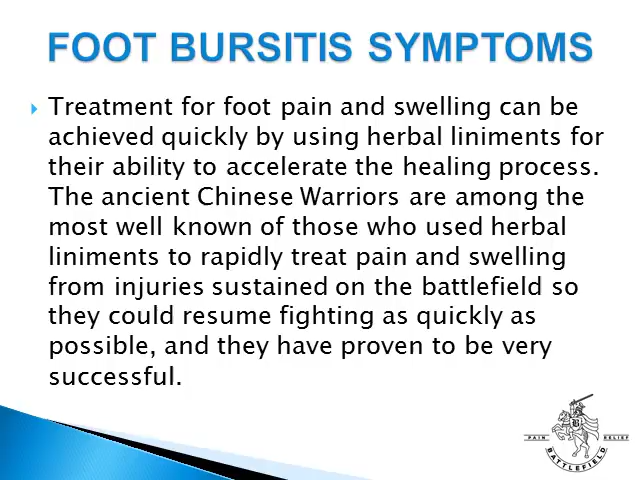 FOOT BURSITIS SYMPTOMS
Treatment for foot pain and swelling can be
achieved quickly by using herbal liniments for
their ability to accelerate the healing process.
The ancient Chinese Warriors are among the
most well known of those who used herbal
liniments to rapidly treat pain and swelling
from injuries sustained on the battlefield so
they could resume fighting as quickly as
possible, and they have proven to be very
successful.
B
PAIN RELIEF
BATTLEFIELD